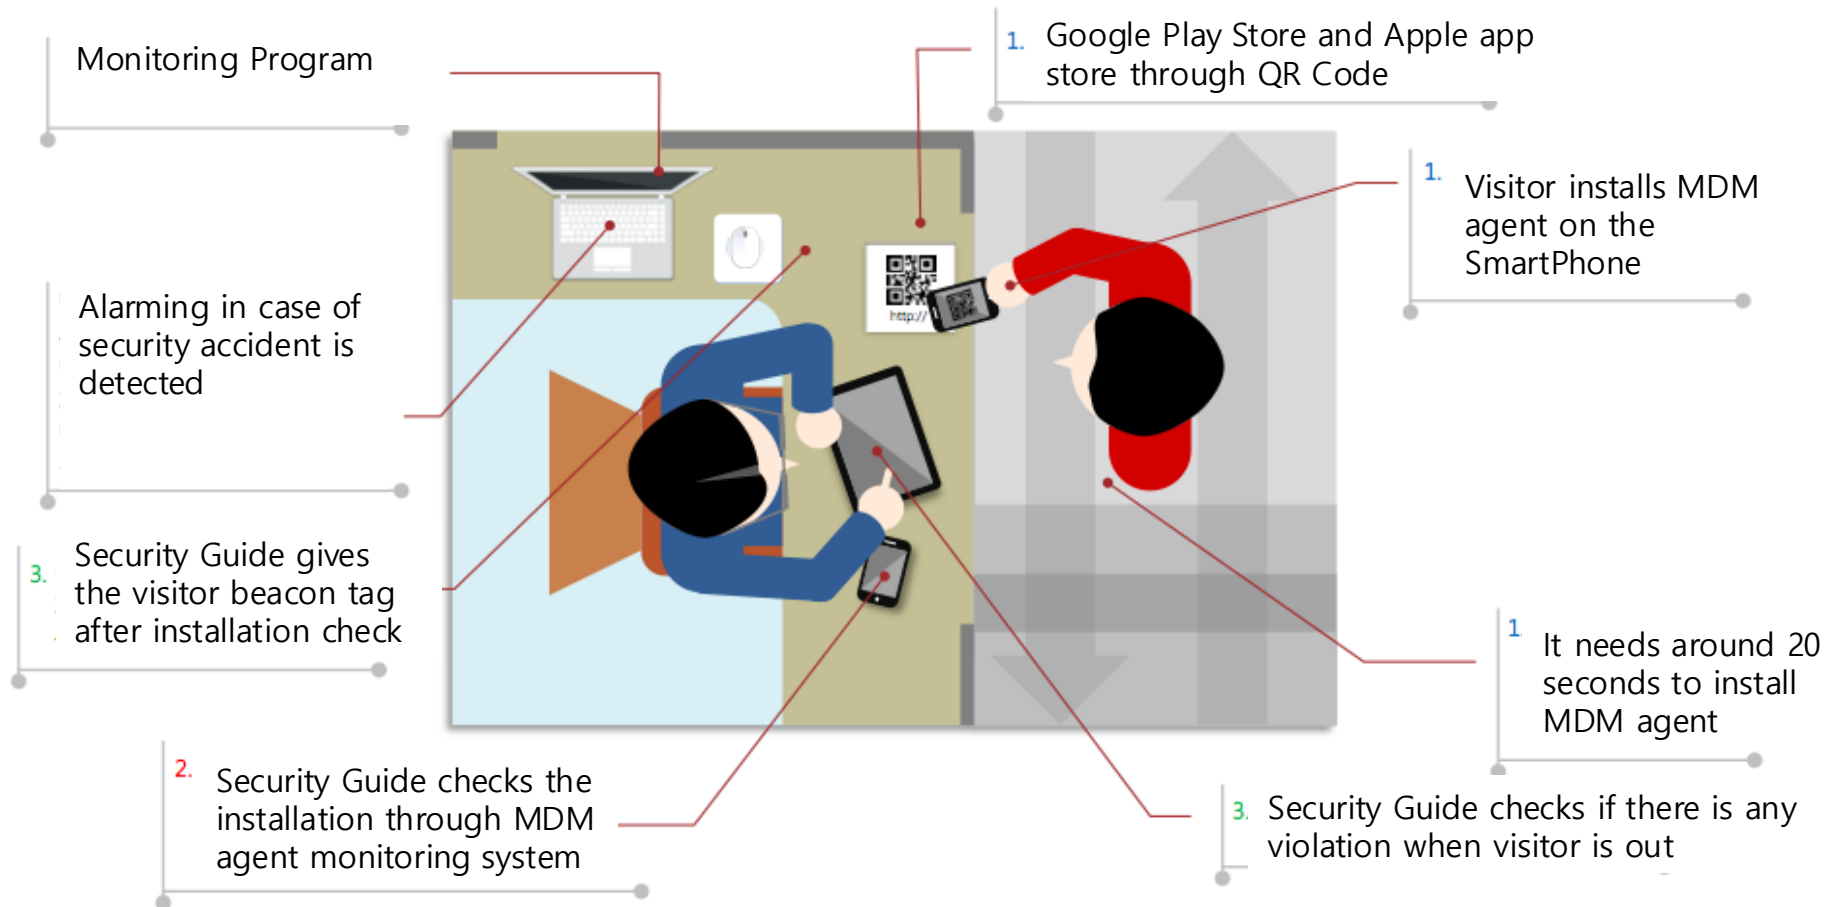 Monitoring Program
1. Google Play Store and Apple app
store through QR Code
1. Visitor installs MDM
agent on the
SmartPhone
http://
Alarming in case of
security accident is
detected
3. Security Guide gives
the visitor beacon tag
after installation check
1. It needs around 20
seconds to install
MDM agent
2. Security Guide checks the
installation through MDM
agent monitoring system
3. Security Guide checks if there is any
violation when visitor is out